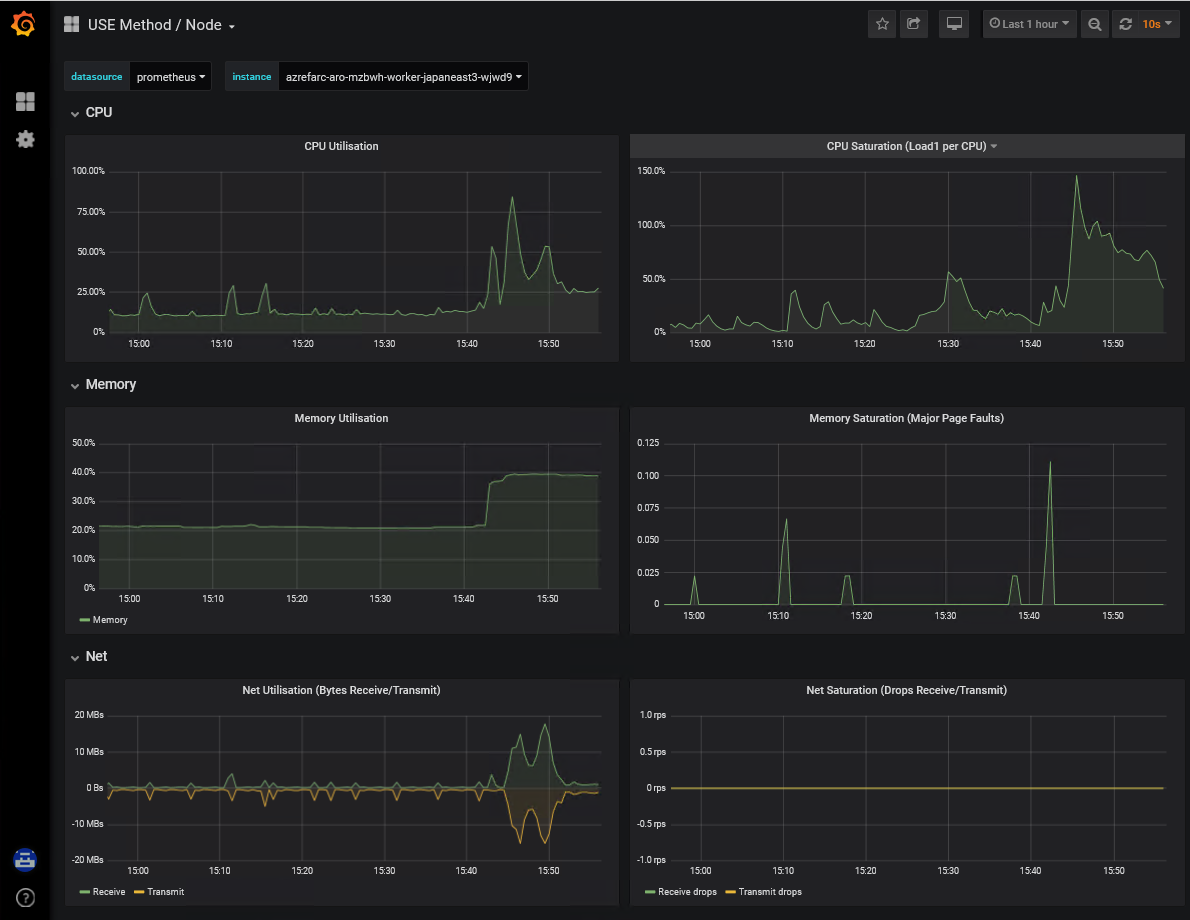 USE Method / Node
Last 1 hour
10s
datasource prometheus instance azrefarc-aro-mzbwh-worker-japaneast3-wjwd9
CPU
CPU Utilisation
100.00%
75.00%
50.00%
25.00%
0%
15:00 15:10 15:20 15:30 15:40 15:50
CPU Saturation (Load1 per CPU)
150.0%
100.0%
50.0%
0%
15:00 15:10 15:20 15:30 15:40 15:50
Memory
Memory Utilisation
50.0%
40.0%
30.0%
20.0%
10.0%
0%
15:00 15:10 15:20 15:30 15:40 15:50
Memory
Memory Saturation (Major Page Faults)
0.125
0.100
0.075
0.050
0.025
0
15:00 15:10 15:20 15:30 15:40 15:50
Net
Net Utilisation (Bytes Receive/Transmit)
20 MBs
10 MBs
0 Bs
-10 MBs
-20 MBs
15:00 15:10 15:20 15:30 15:40 15:50
Receive Transmit
Net Saturation (Drops Receive/Transmit)
1.0 rps
0.5 rps
0 rps
-0.5 rps
-1.0 rps
15:00 15:10 15:20 15:30 15:40 15:50
Receive drops Transmit drops
?